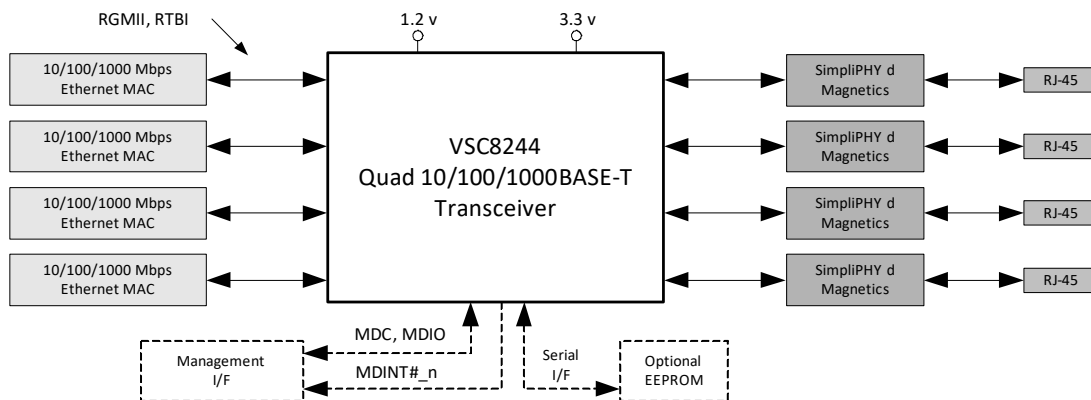 RGMII, RTBI
1.2 v
3.3 v
10/100/1000 Mbps
Ethernet MAC
10/100/1000 Mbps
Ethernet MAC
10/100/1000 Mbps
Ethernet MAC
10/100/1000 Mbps
Ethernet MAC
VSC8244
Quad 10/100/1000BASE-T
Transceiver
SimpliPHY d
Magnetics
RJ-45
SimpliPHY d
Magnetics
RJ-45
SimpliPHY d
Magnetics
RJ-45
SimpliPHY d
Magnetics
RJ-45
Management
I/F
MDC, MDIO
MDINT#_n
Serial
I/F
Optional
EEPROM